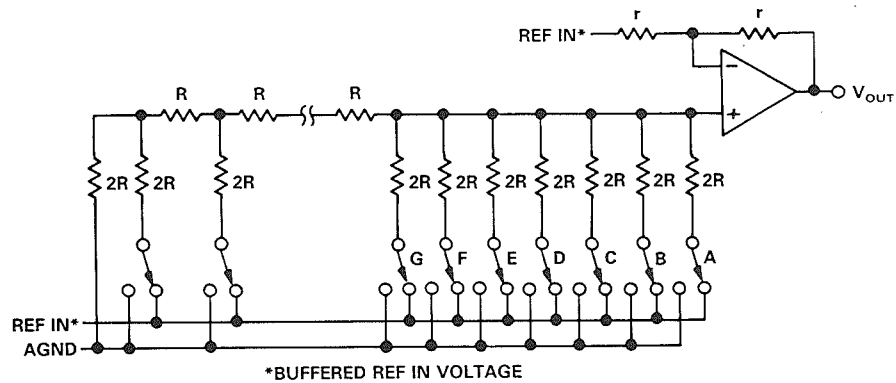 REF IN* r r
V_OUT
− +
R R R
2R 2R 2R 2R 2R 2R 2R 2R 2R 2R
G F E D C B A
REF IN*
AGND
*BUFFERED REF IN VOLTAGE